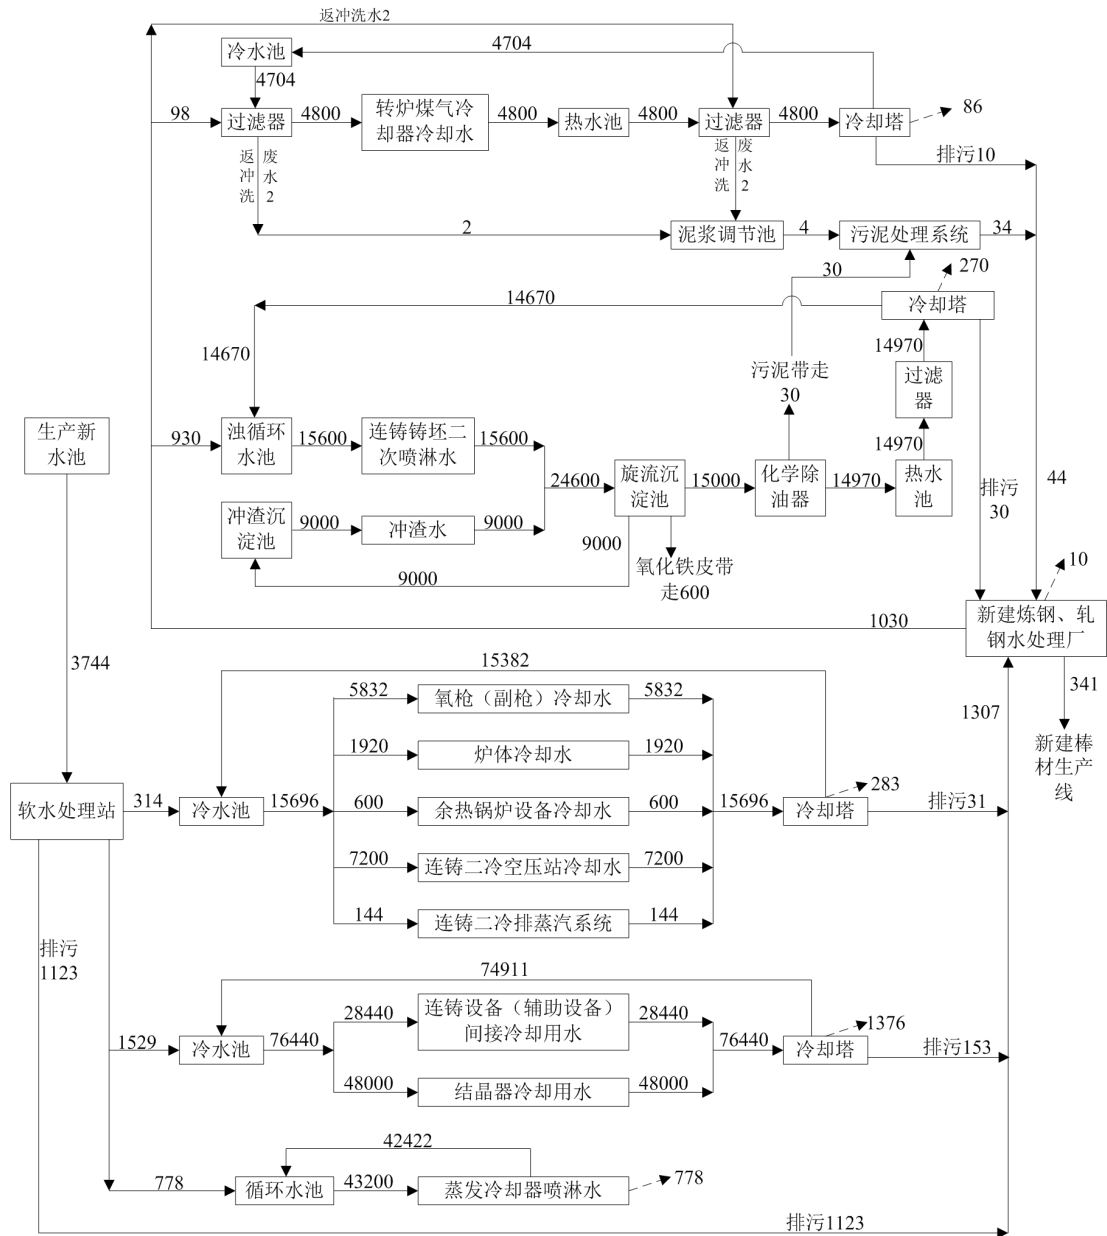 返冲洗水2
4704
冷水池
4704
98
过滤器
4800
转炉煤气冷
却器冷却水
4800
热水池
4800
过滤器
4800
冷却塔
86
返冲洗
废水2
返冲洗
废水2
排污10
2
泥浆调节池
4
污泥处理系统
34
30
270
14670
冷却塔
14670
14970
污泥带走
30
过滤
器
生产新
水池
930
浊循环
水池
15600
连铸铸坯二
次喷淋水
15600
14970
24600
旋流沉
淀池
15000
化学除
油器
14970
热水
池
排污
30
44
冲渣沉
淀池
9000
冲渣水
9000
9000
9000
氧化铁皮带
走600
10
1030
新建炼钢、轧
钢水处理厂
3744
15382
341
5832
氧枪（副枪）冷却水
5832
1307
新建棒
材生产
线
1920
炉体冷却水
1920
软水处理站
314
冷水池
15696
600
余热锅炉设备冷却水
600
15696
冷却塔
283
排污31
7200
连铸二冷空压站冷却水
7200
144
连铸二冷排蒸汽系统
144
排污
1123
74911
28440
连铸设备（辅助设备）
间接冷却用水
28440
1529
冷水池
76440
76440
冷却塔
1376
排污153
48000
结晶器冷却用水
48000
42422
778
循环水池
43200
蒸发冷却器喷淋水
778
排污1123